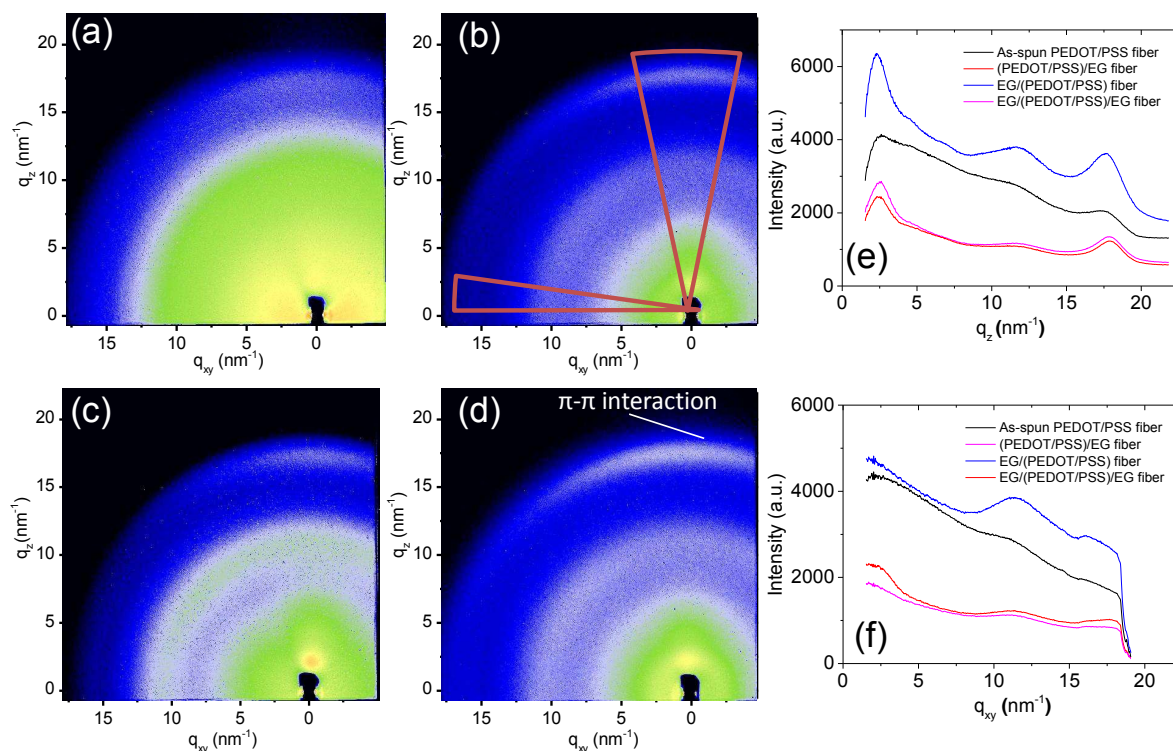 (a)
20
15
10
5
0
q_z (nm⁻¹)
15 10 5 0
q_xy (nm⁻¹)
(b)
20
15
10
5
0
q_z (nm⁻¹)
15 10 5 0
q_xy (nm⁻¹)
As-spun PEDOT/PSS fiber
(PEDOT/PSS)/EG fiber
EG/(PEDOT/PSS) fiber
EG/(PEDOT/PSS)/EG fiber
6000
4000
2000
0
Intensity (a.u.)
(e)
0 5 10 15 20
q_z (nm⁻¹)
(c)
20
15
10
5
0
q_z (nm⁻¹)
15 10 5 0
q_xy (nm⁻¹)
(d)
π-π interaction
20
15
10
5
0
q_z (nm⁻¹)
15 10 5 0
q_xy (nm⁻¹)
As-spun PEDOT/PSS fiber
(PEDOT/PSS)/EG fiber
EG/(PEDOT/PSS) fiber
EG/(PEDOT/PSS)/EG fiber
6000
4000
2000
0
Intensity (a.u.)
(f)
0 5 10 15 20
q_xy (nm⁻¹)